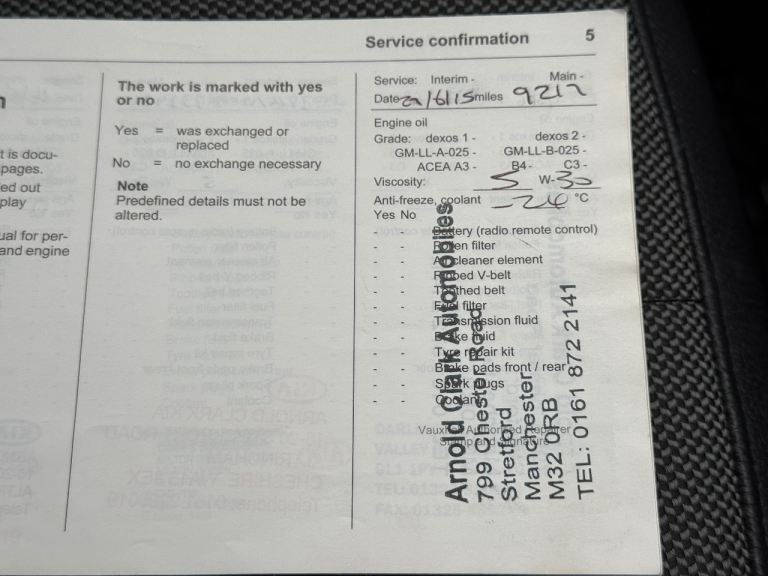 Service confirmation 5
t is docu-
pages.
ed out
play
ual for per-
and engine
The work is marked with yes
or no
Yes = was exchanged or
replaced
No = no exchange necessary
Note
Predefined details must not be
altered.
Service: Interim - Main -
Date 22/6/15 miles 9217
Engine oil
Grade: dexos 1 - dexos 2 -
GM-LL-A-025 - GM-LL-B-025 -
ACEA A3 - B4- C3 -
Viscosity: 5 W-30
Anti-freeze, coolant -26 °C
Yes No
- - Battery (radio remote control)
- - Pollen filter
- - Air cleaner element
- - Ribbed V-belt
- - Toothed belt
- - Fuel filter
- - Transmission fluid
- - Brake fluid
- - Tyre repair kit
- - Brake pads front / rear
- - Spark plugs
- - Coolant
Vauxhall Authorised Repairer
Stamp and signature
Arnold Clark Automobiles
799 Chester Road
Stretford
Manchester
M32 0RB
TEL: 0161 872 2141